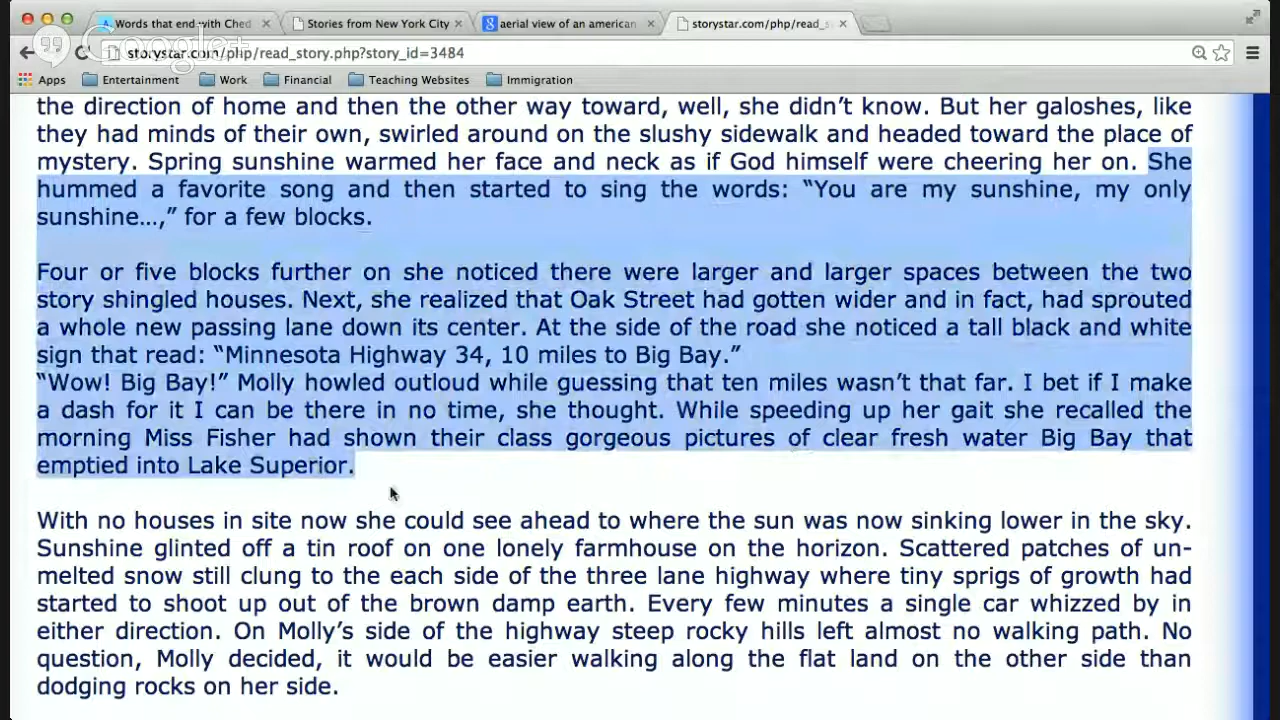 Words that end with Ched
Stories from New York City
aerial view of an american
storystar.com/php/read_s
Google+
storystar.com/php/read_story.php?story_id=3484
Apps Entertainment Work Financial Teaching Websites Immigration
the direction of home and then the other way toward, well, she didn’t know. But her galoshes, like
they had minds of their own, swirled around on the slushy sidewalk and headed toward the place of
mystery. Spring sunshine warmed her face and neck as if God himself were cheering her on. She
hummed a favorite song and then started to sing the words: “You are my sunshine, my only
sunshine…,” for a few blocks.
Four or five blocks further on she noticed there were larger and larger spaces between the two
story shingled houses. Next, she realized that Oak Street had gotten wider and in fact, had sprouted
a whole new passing lane down its center. At the side of the road she noticed a tall black and white
sign that read: “Minnesota Highway 34, 10 miles to Big Bay.”
“Wow! Big Bay!” Molly howled outloud while guessing that ten miles wasn’t that far. I bet if I make
a dash for it I can be there in no time, she thought. While speeding up her gait she recalled the
morning Miss Fisher had shown their class gorgeous pictures of clear fresh water Big Bay that
emptied into Lake Superior.
With no houses in site now she could see ahead to where the sun was now sinking lower in the sky.
Sunshine glinted off a tin roof on one lonely farmhouse on the horizon. Scattered patches of un-
melted snow still clung to the each side of the three lane highway where tiny sprigs of growth had
started to shoot up out of the brown damp earth. Every few minutes a single car whizzed by in
either direction. On Molly’s side of the highway steep rocky hills left almost no walking path. No
question, Molly decided, it would be easier walking along the flat land on the other side than
dodging rocks on her side.